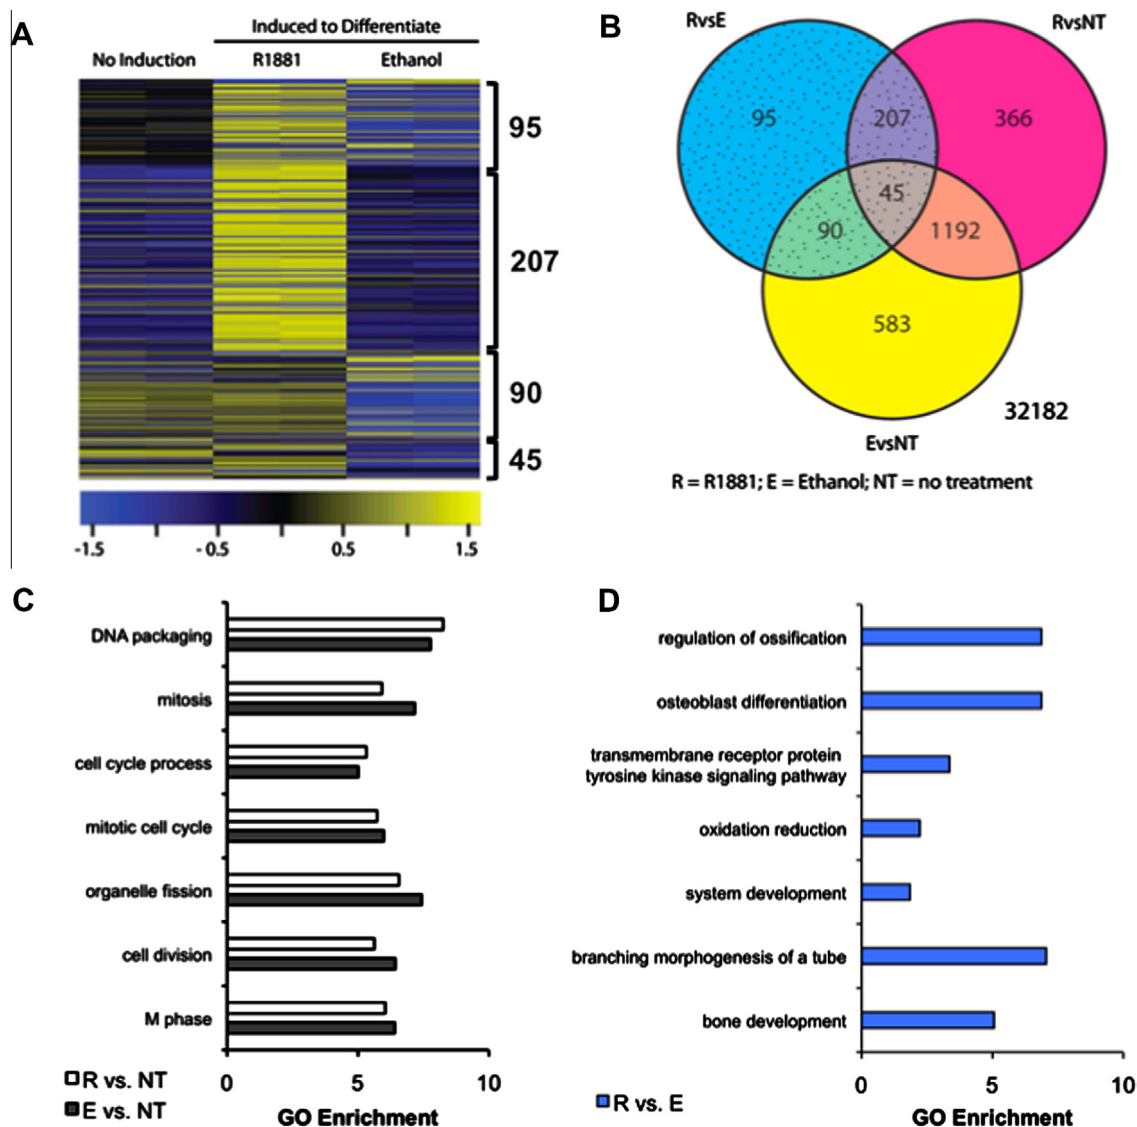 A
Induced to Differentiate
No Induction R1881 Ethanol
95
207
90
45
-1.5 -0.5 0.5 1.5
B
RvsE RvsNT
95 207 366
45
90 1192
583
32182
EvsNT
R = R1881; E = Ethanol; NT = no treatment
C
DNA packaging
mitosis
cell cycle process
mitotic cell cycle
organelle fission
cell division
M phase
0 5 10
R vs. NT
E vs. NT
GO Enrichment
D
regulation of ossification
osteoblast differentiation
transmembrane receptor protein
tyrosine kinase signaling pathway
oxidation reduction
system development
branching morphogenesis of a tube
bone development
0 5 10
R vs. E
GO Enrichment